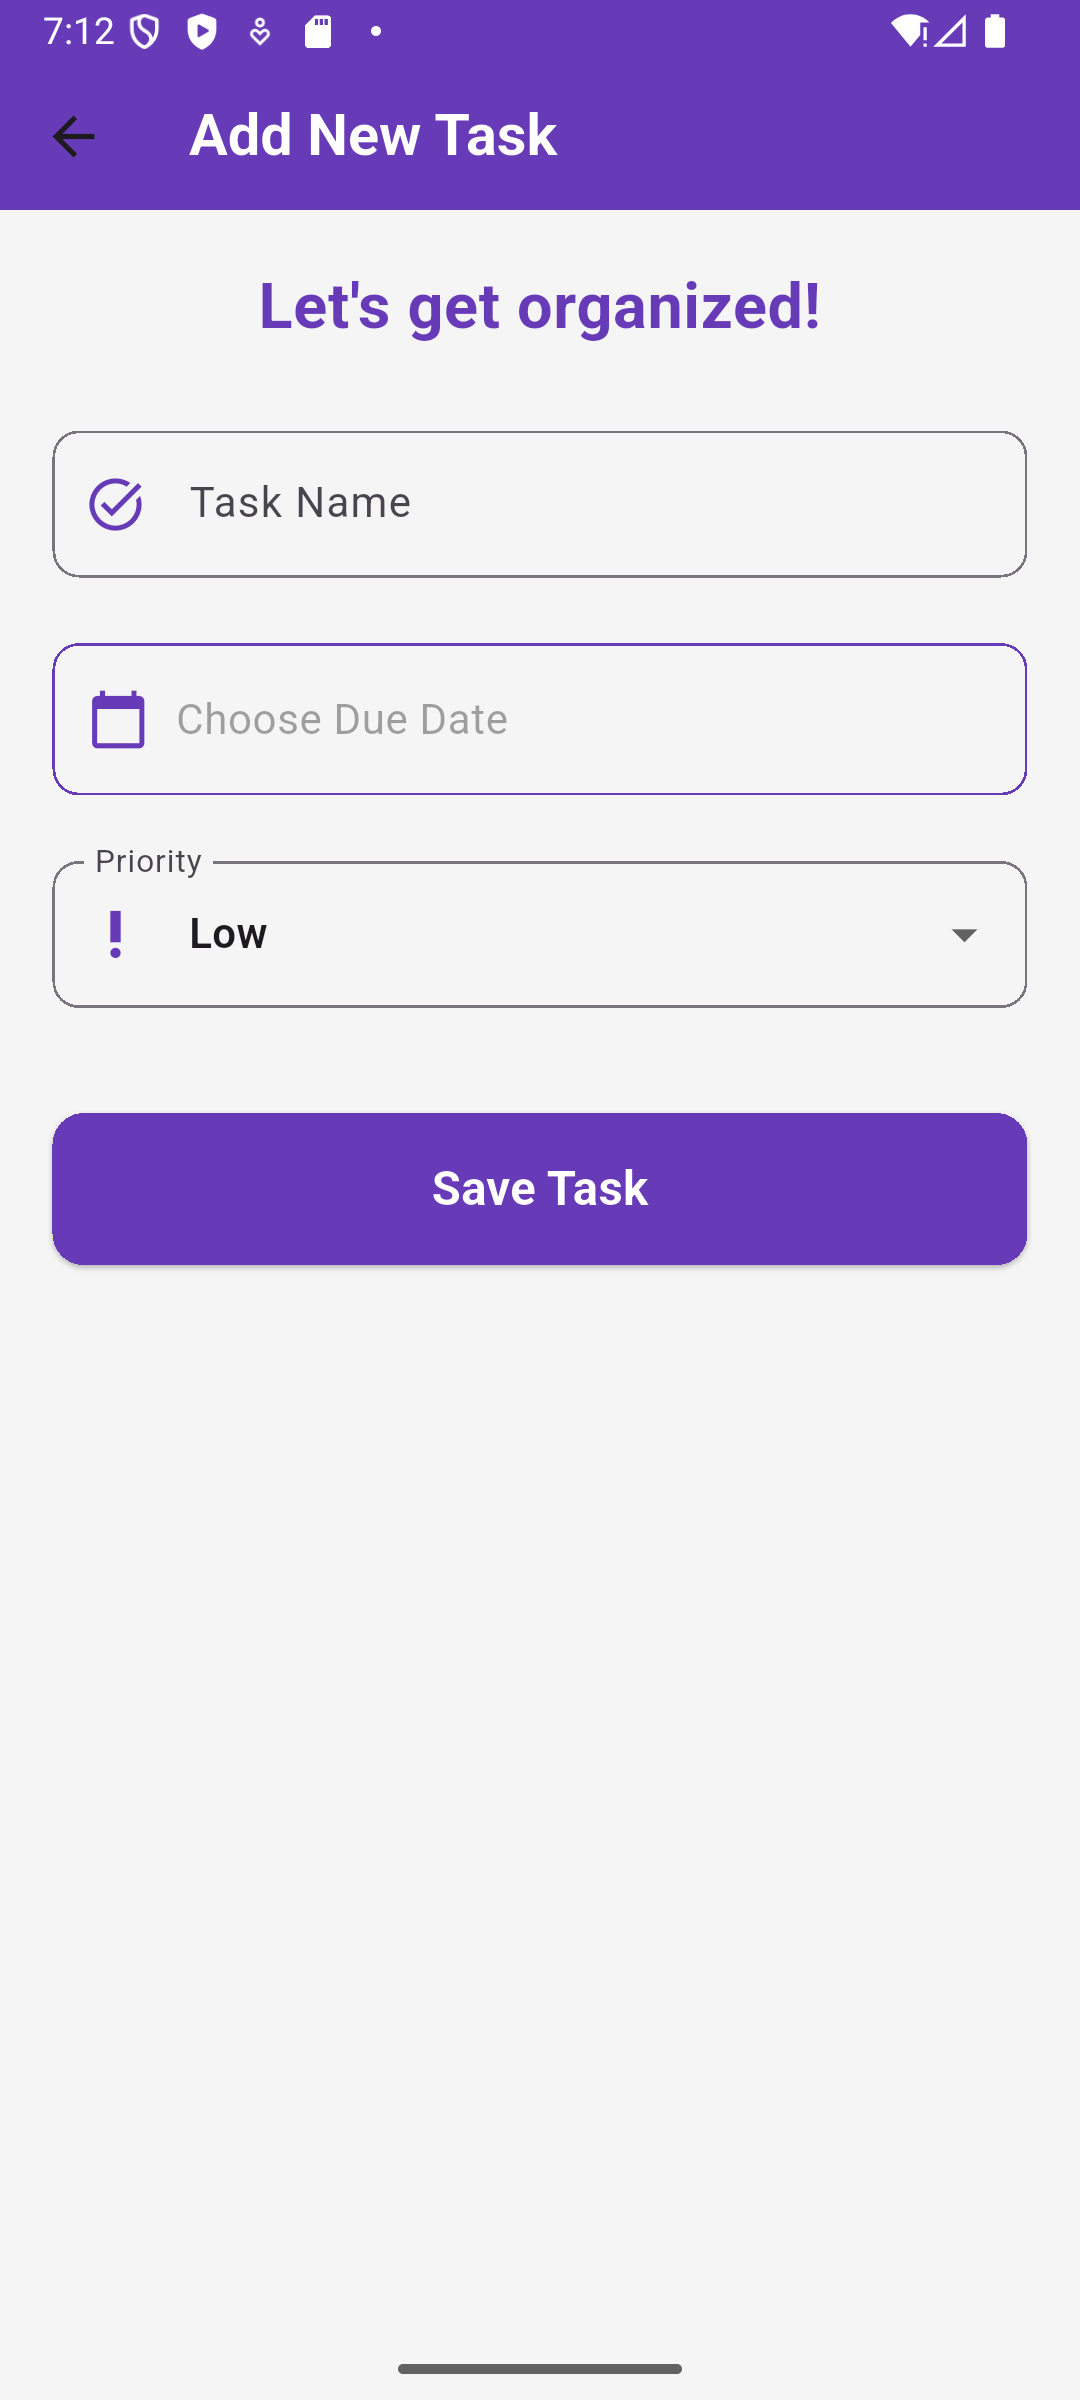 7:12
Add New Task
Let's get organized!
Task Name
Choose Due Date
Priority
Low
Save Task